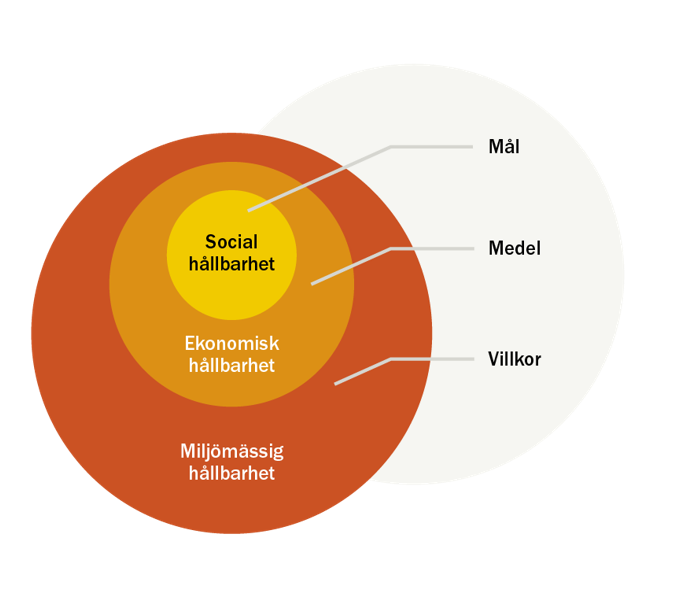 Mål
Social
hållbarhet
Medel
Ekonomisk
hållbarhet
Villkor
Miljömässig
hållbarhet